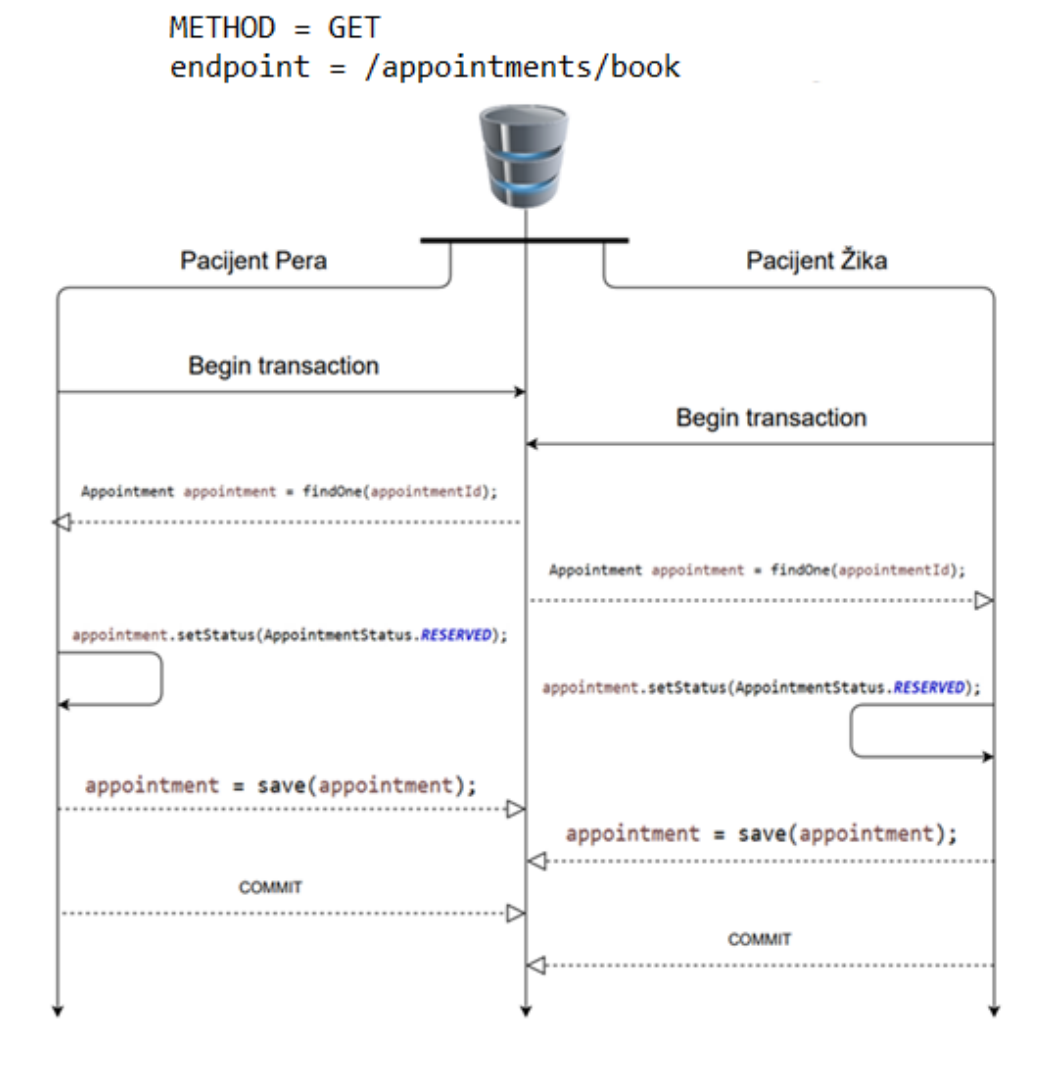 METHOD = GET
endpoint = /appointments/book
Pacijent Pera
Pacijent Žika
Begin transaction
Begin transaction
Appointment appointment = findOne(appointmentId);
Appointment appointment = findOne(appointmentId);
appointment.setStatus(AppointmentStatus.RESERVED);
appointment.setStatus(AppointmentStatus.RESERVED);
appointment = save(appointment);
appointment = save(appointment);
COMMIT
COMMIT